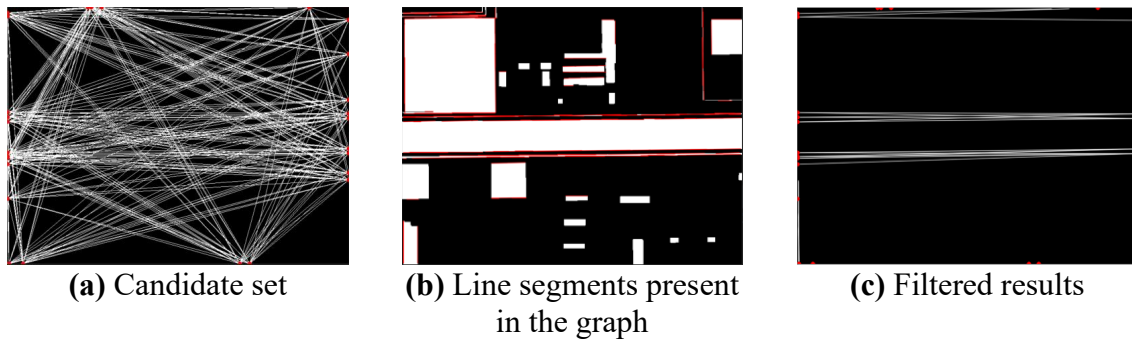 (a) Candidate set
(b) Line segments present
in the graph
(c) Filtered results